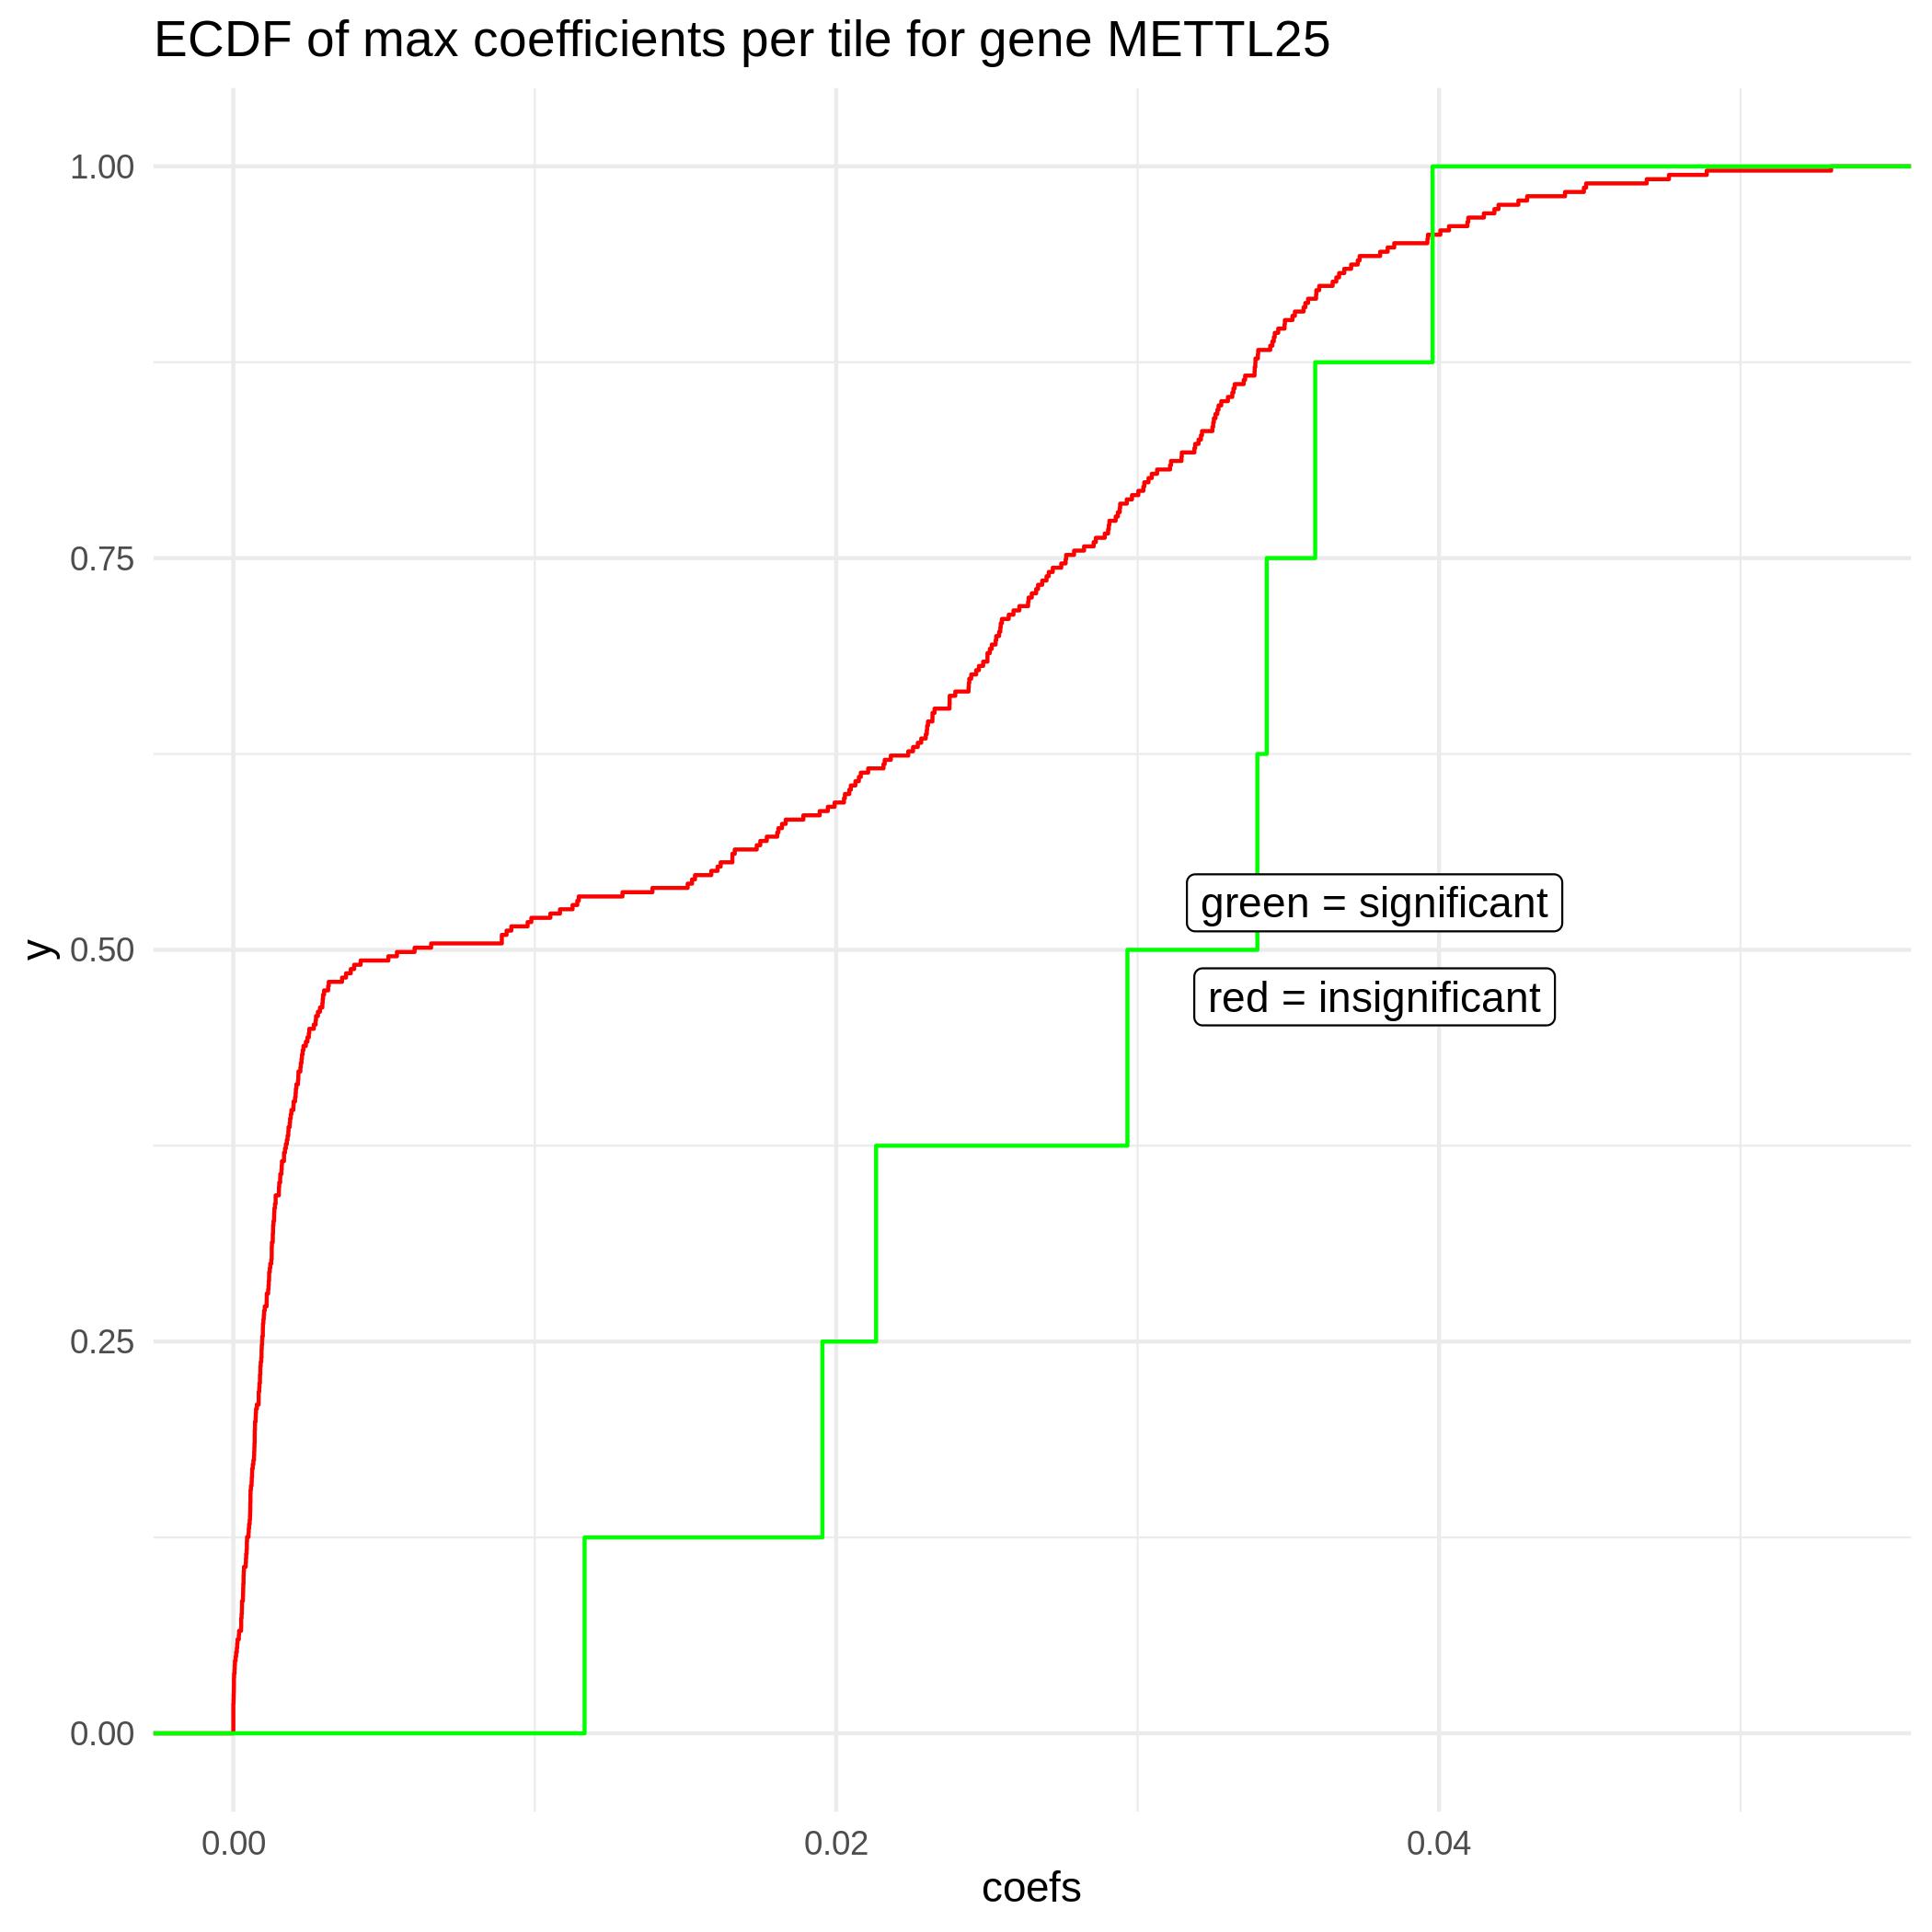 ECDF of max coefficients per tile for gene METTL25
1.00
0.75
0.50
0.25
0.00
y
green = significant
red = insignificant
0.00 0.02 0.04
coefs